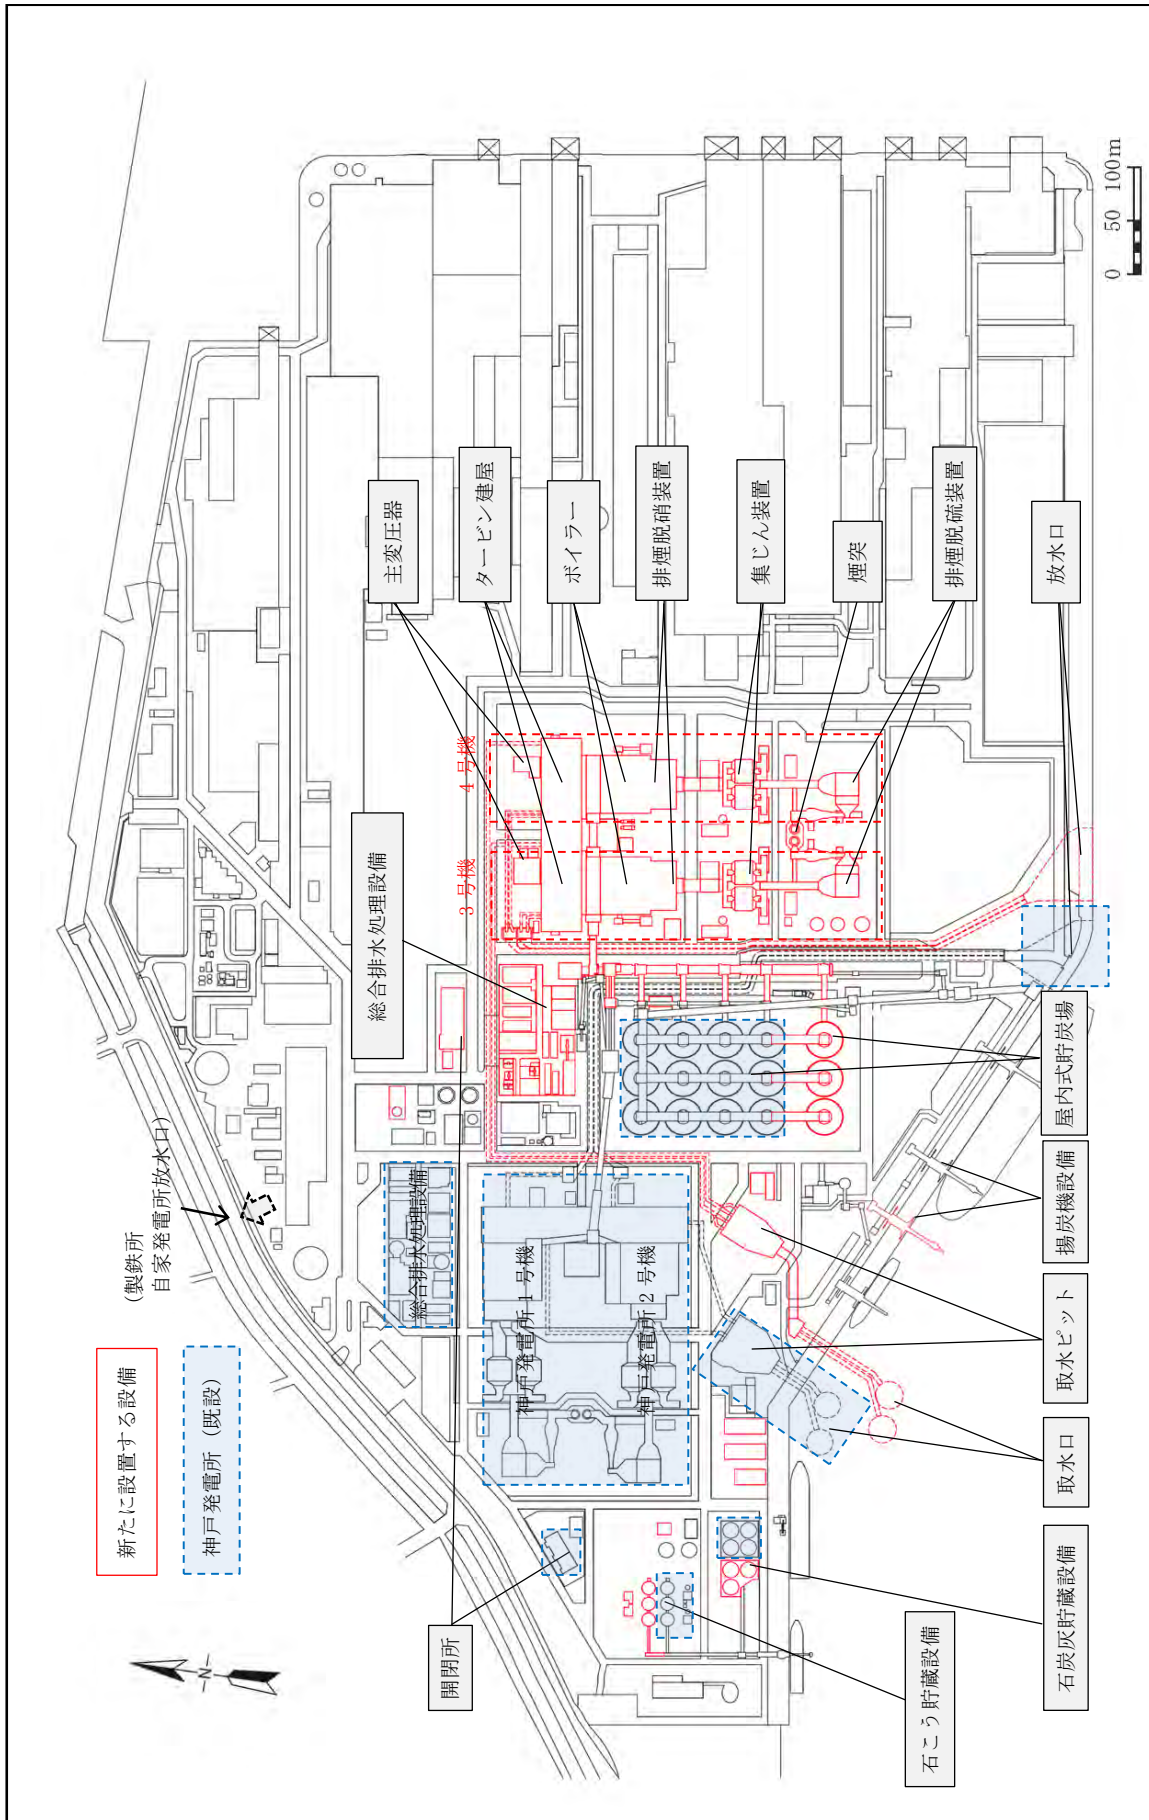 新たに設置する設備
神戸発電所（既設）
(製鉄所
自家発電所放水口)
N
総合排水処理設備
主変圧器
タービン建屋
ボイラー
排煙脱硝装置
集じん装置
煙突
排煙脱硫装置
放水口
3号機
4号機
総合排水処理設備
神戸発電所1号機
神戸発電所2号機
開閉所
石こう貯蔵設備
石炭灰貯蔵設備
取水口
取水ピット
揚炭機設備
屋内式貯炭場
0 50 100m